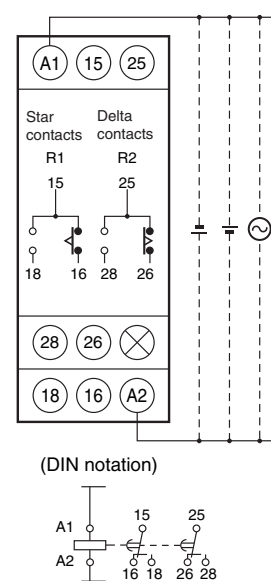 A1 15 25
Star contacts
Delta contacts
R1 R2
15 25
18 16 28 26
28 26
18 16 A2
(DIN notation)
15 25
A1
A2
16 18 26 28